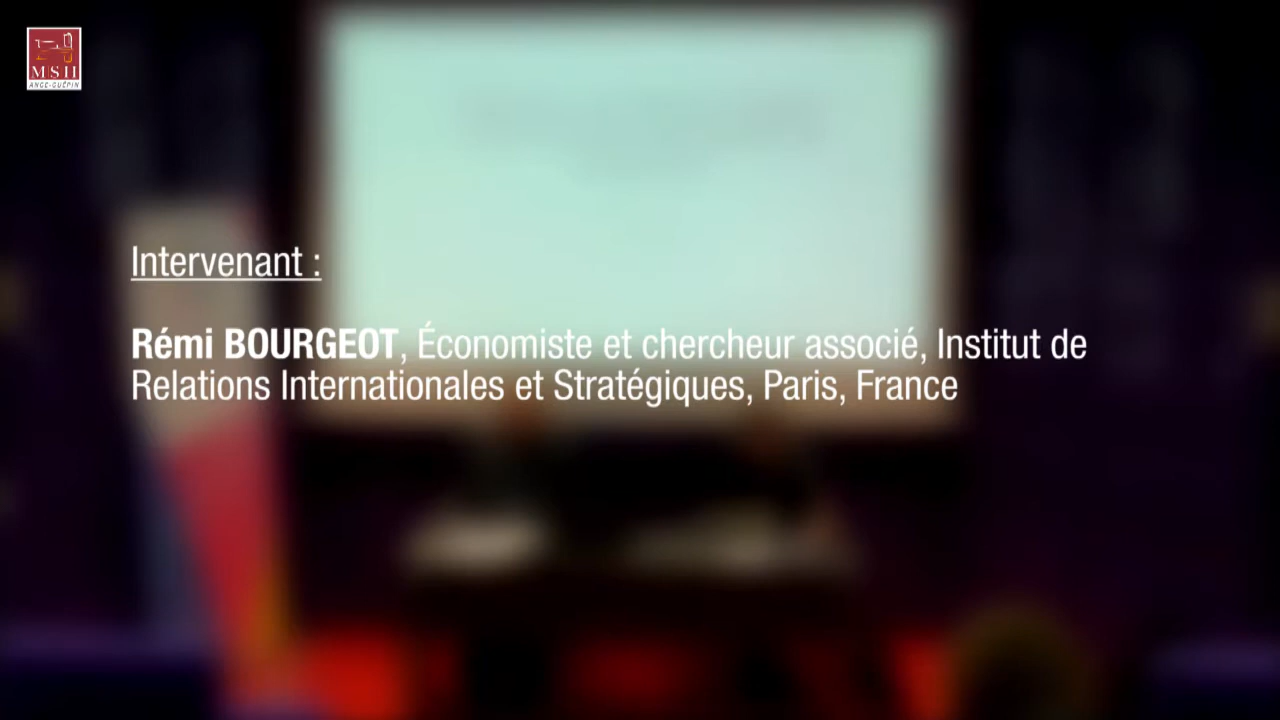 MSH
ANGE-GUÉPIN
Intervenant :
Rémi BOURGEOT, Économiste et chercheur associé, Institut de
Relations Internationales et Stratégiques, Paris, France